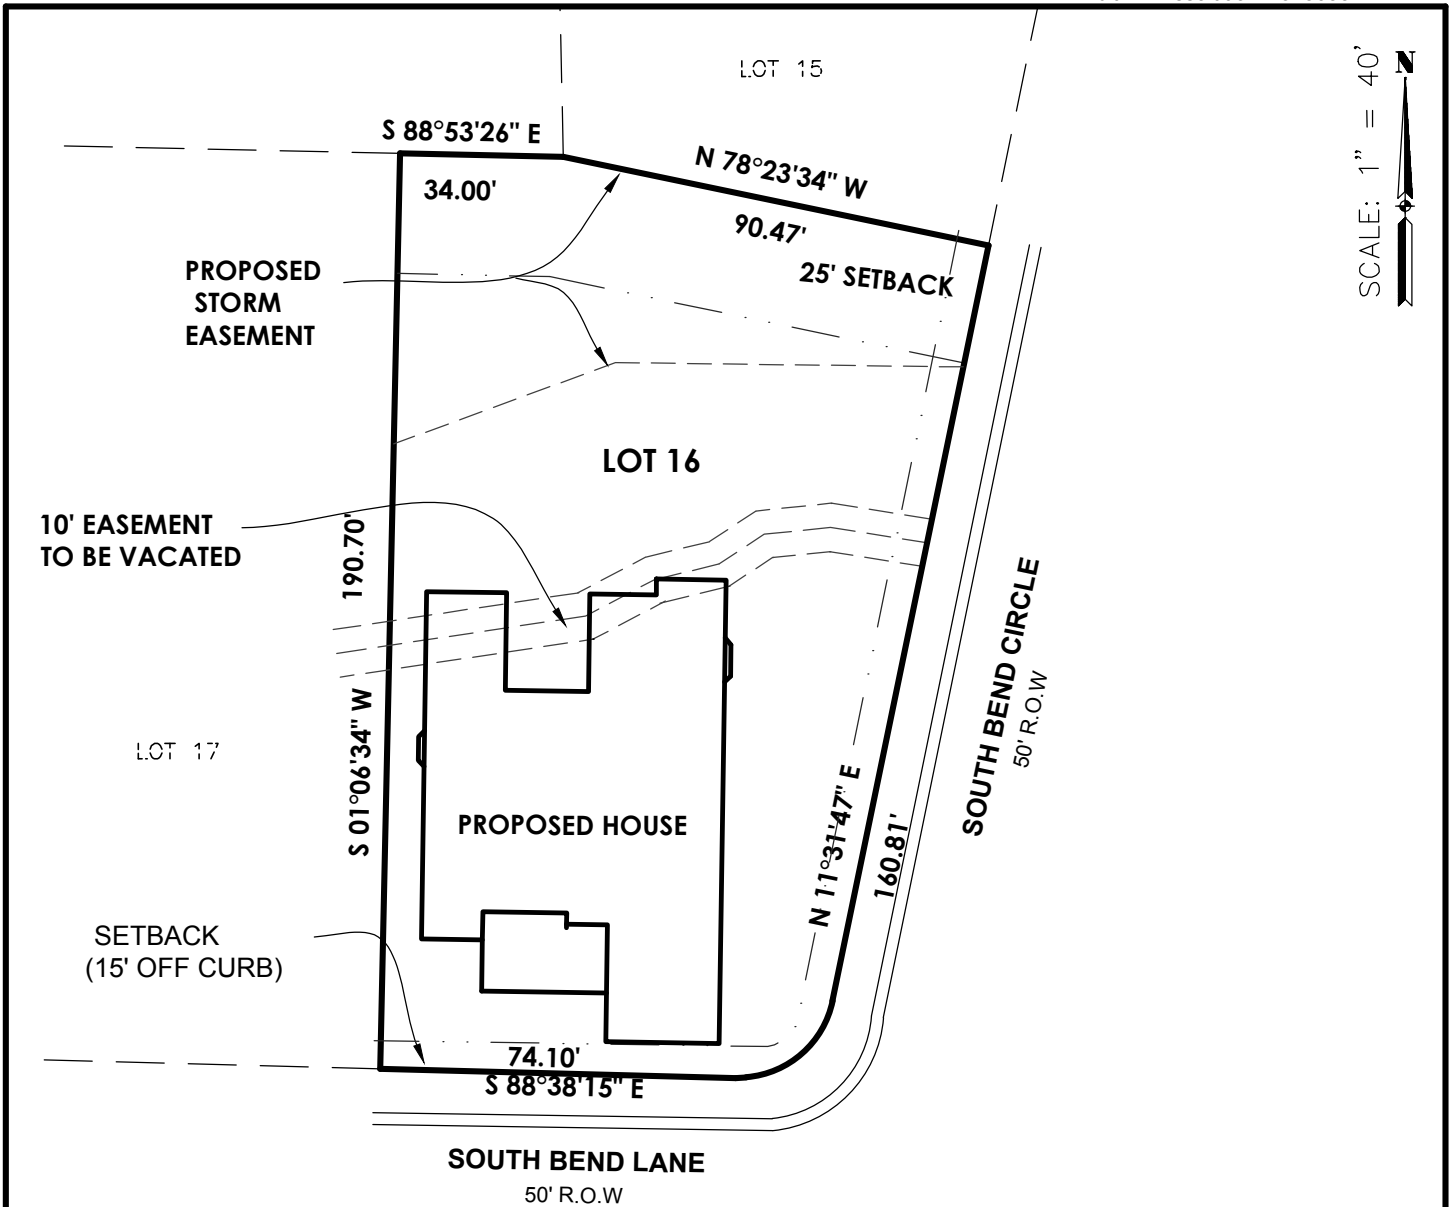 LOT 15
SCALE: 1" = 40'
N
S 88°53'26" E
34.00'
N 78°23'34" W
90.47'
25' SETBACK
PROPOSED
STORM
EASEMENT
LOT 16
10' EASEMENT
TO BE VACATED
190.70'
S 01°06'34" W
LOT 17
PROPOSED HOUSE
N 11°31'47" E
160.81'
SOUTH BEND CIRCLE
50' R.O.W
SETBACK
(15' OFF CURB)
74.10'
S 88°38'15" E
SOUTH BEND LANE
50' R.O.W